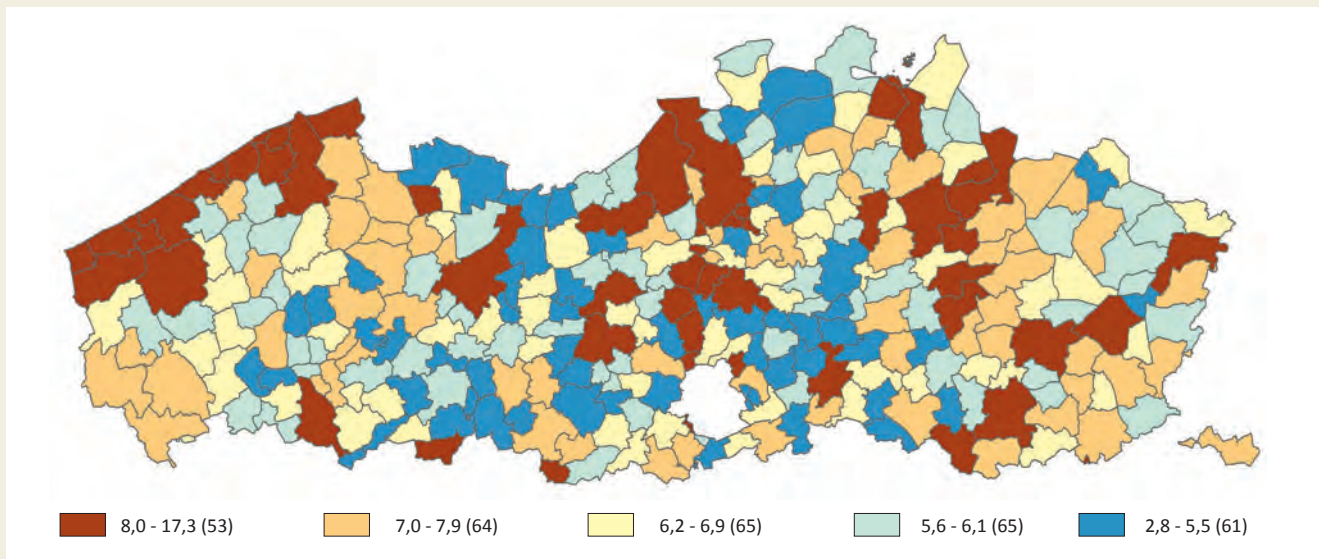 8,0 - 17,3 (53) 7,0 - 7,9 (64) 6,2 - 6,9 (65) 5,6 - 6,1 (65) 2,8 - 5,5 (61)